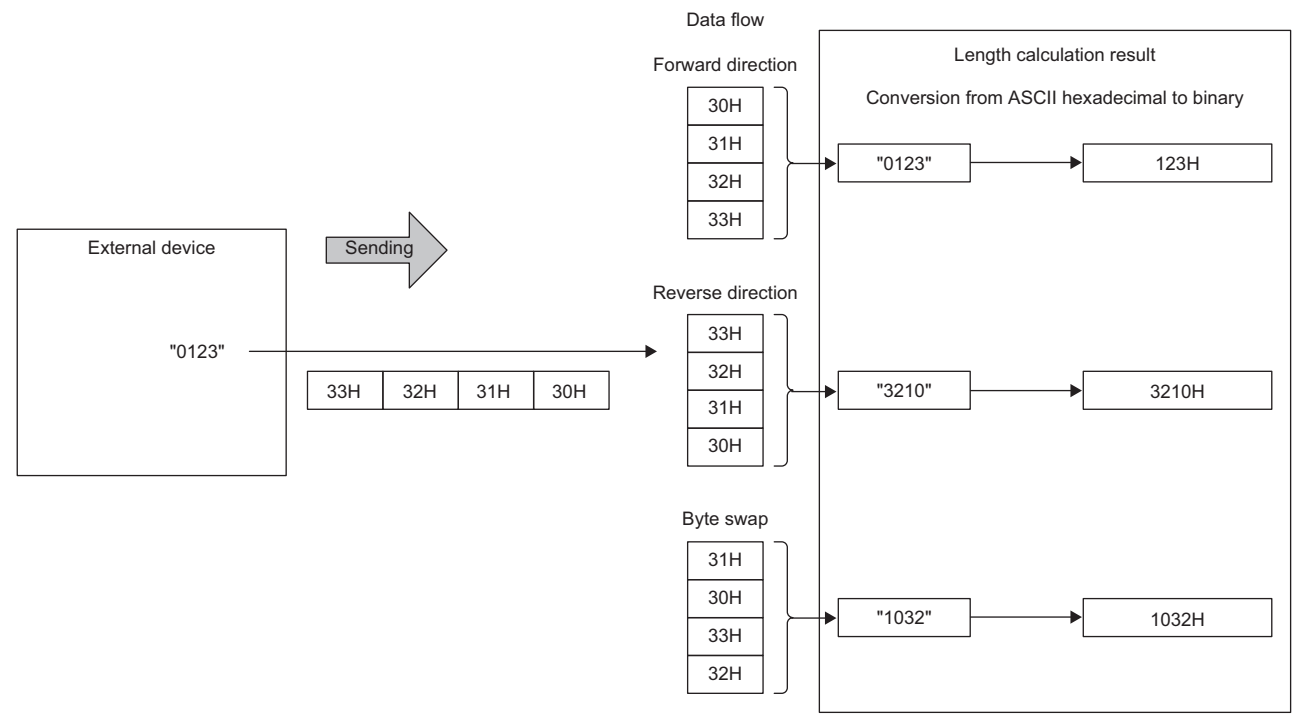 Data flow
Length calculation result
Conversion from ASCII hexadecimal to binary
Forward direction
30H
31H
32H
33H
"0123"
123H
External device
Sending
"0123"
33H 32H 31H 30H
Reverse direction
33H
32H
31H
30H
"3210"
3210H
Byte swap
31H
30H
33H
32H
"1032"
1032H